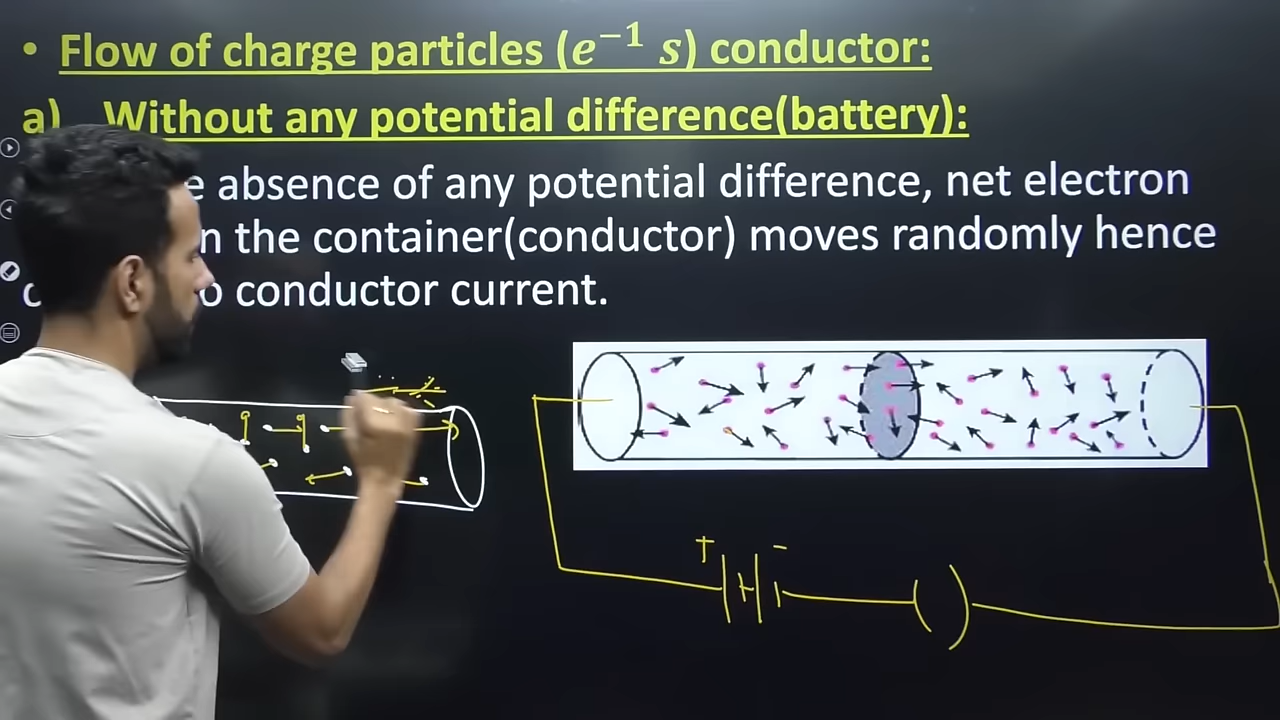 • Flow of charge particles (e⁻¹ s) conductor:
a) Without any potential difference(battery):
absence of any potential difference, net electron
the container(conductor) moves randomly hence
conductor current.
q q
+ -